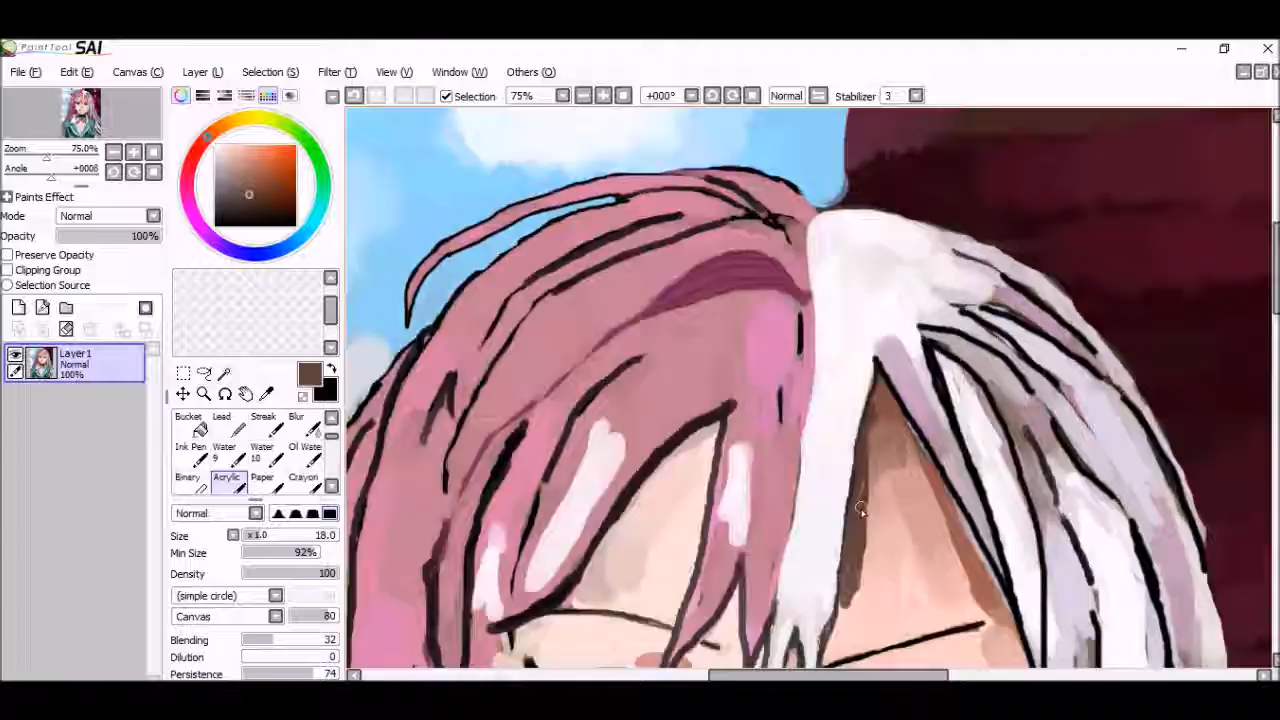 PaintTool SAI
File (F) Edit (E) Canvas (C) Layer (L) Selection (S) Filter (T) View (V) Window (W) Others (O)
Selection 75% +000° Normal Stabilizer 3
Zoom: 75.0%
Angle +000ß
Paints Effect
Mode Normal
Opacity 100%
Preserve Opacity
Clipping Group
Selection Source
Layer1
Normal
100%
Bucket Lead Streak Blur
Ink Pen Water 9 Water 10 Ol Wate
Binary Acrylic Paper Crayon
Normal
Size x1.0 18.0
Min Size 92%
Density 100
(simple circle)
Canvas 80
Blending 32
Dilution 0
Persistence 74